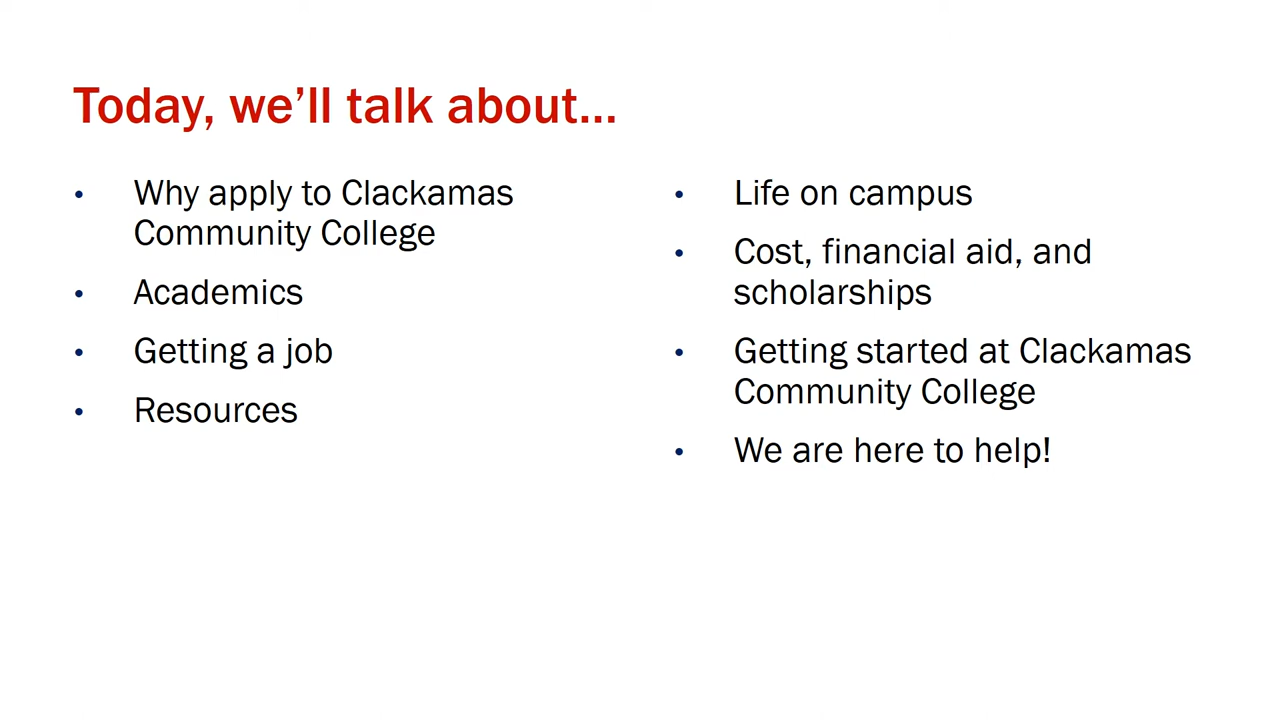 Today, we’ll talk about...
• Why apply to Clackamas
Community College
• Academics
• Getting a job
• Resources
• Life on campus
• Cost, financial aid, and
scholarships
• Getting started at Clackamas
Community College
• We are here to help!